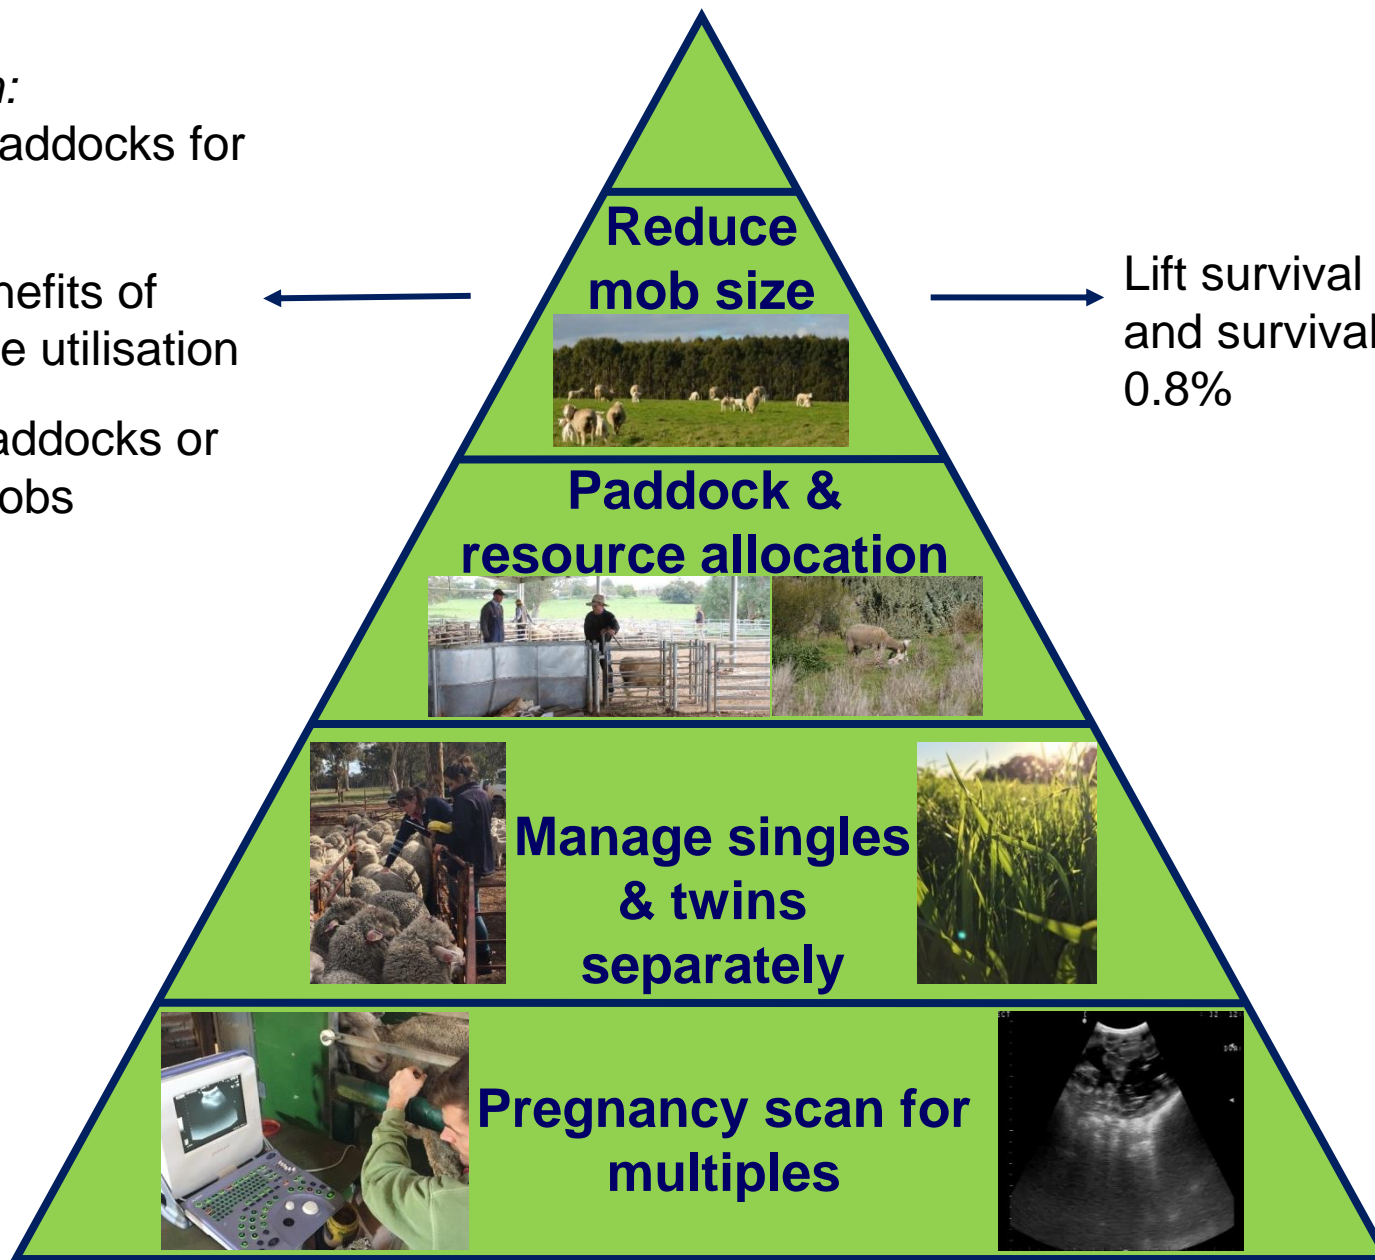 n:
addocks for
nefits of
e utilisation
addocks or
obs
Reduce
mob size
Lift survival
and survival
0.8%
Paddock &
resource allocation
Manage singles
& twins
separately
Pregnancy scan for
multiples